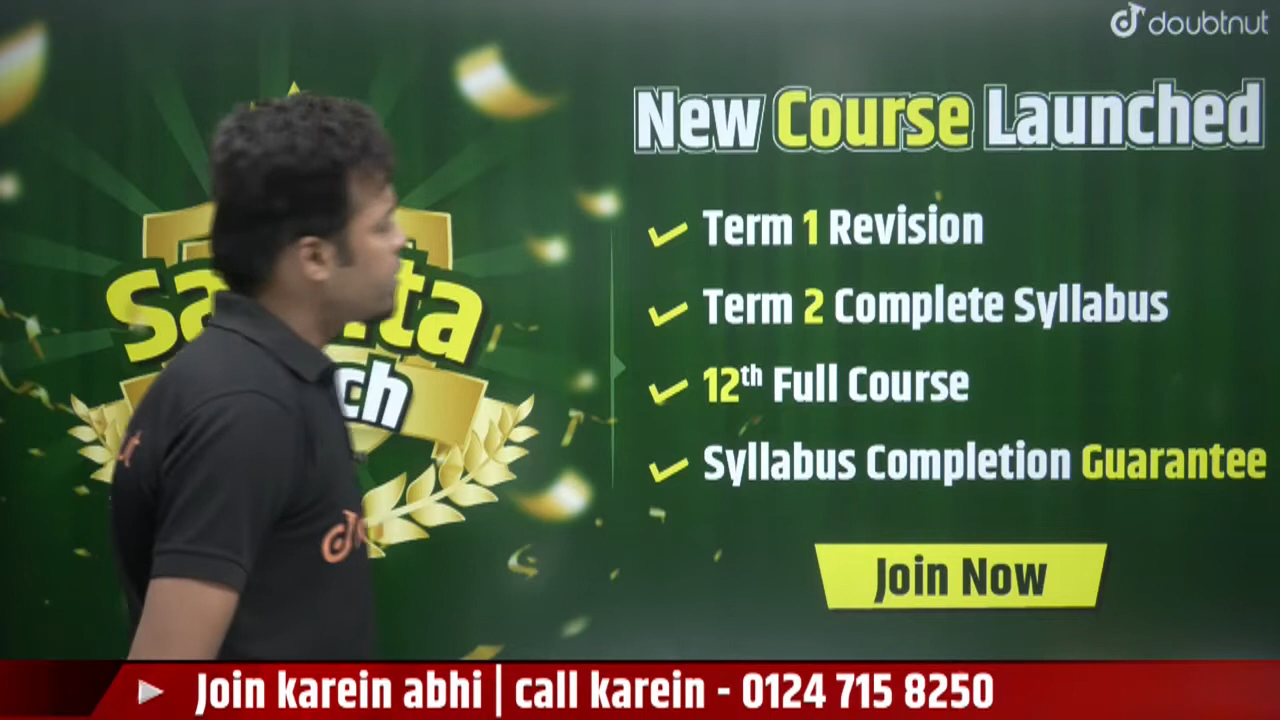 doubtnut
New Course Launched
Term 1 Revision
Term 2 Complete Syllabus
12th Full Course
Syllabus Completion Guarantee
Join Now
Join karein abhi | call karein - 0124 715 8250